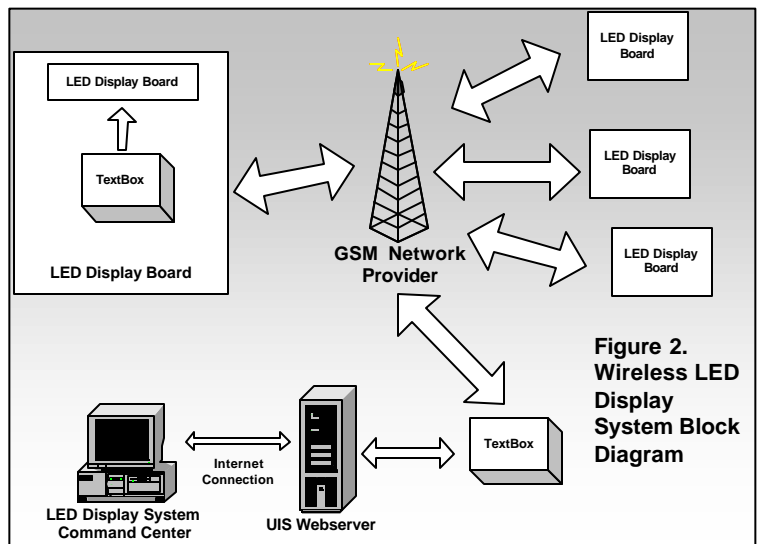 LED Display Board
TextBox
LED Display Board
GSM Network
Provider
LED Display
Board
LED Display
Board
LED Display
Board
Figure 2.
Wireless LED
Display
System Block
Diagram
TextBox
Internet
Connection
LED Display System
Command Center
UIS Webserver